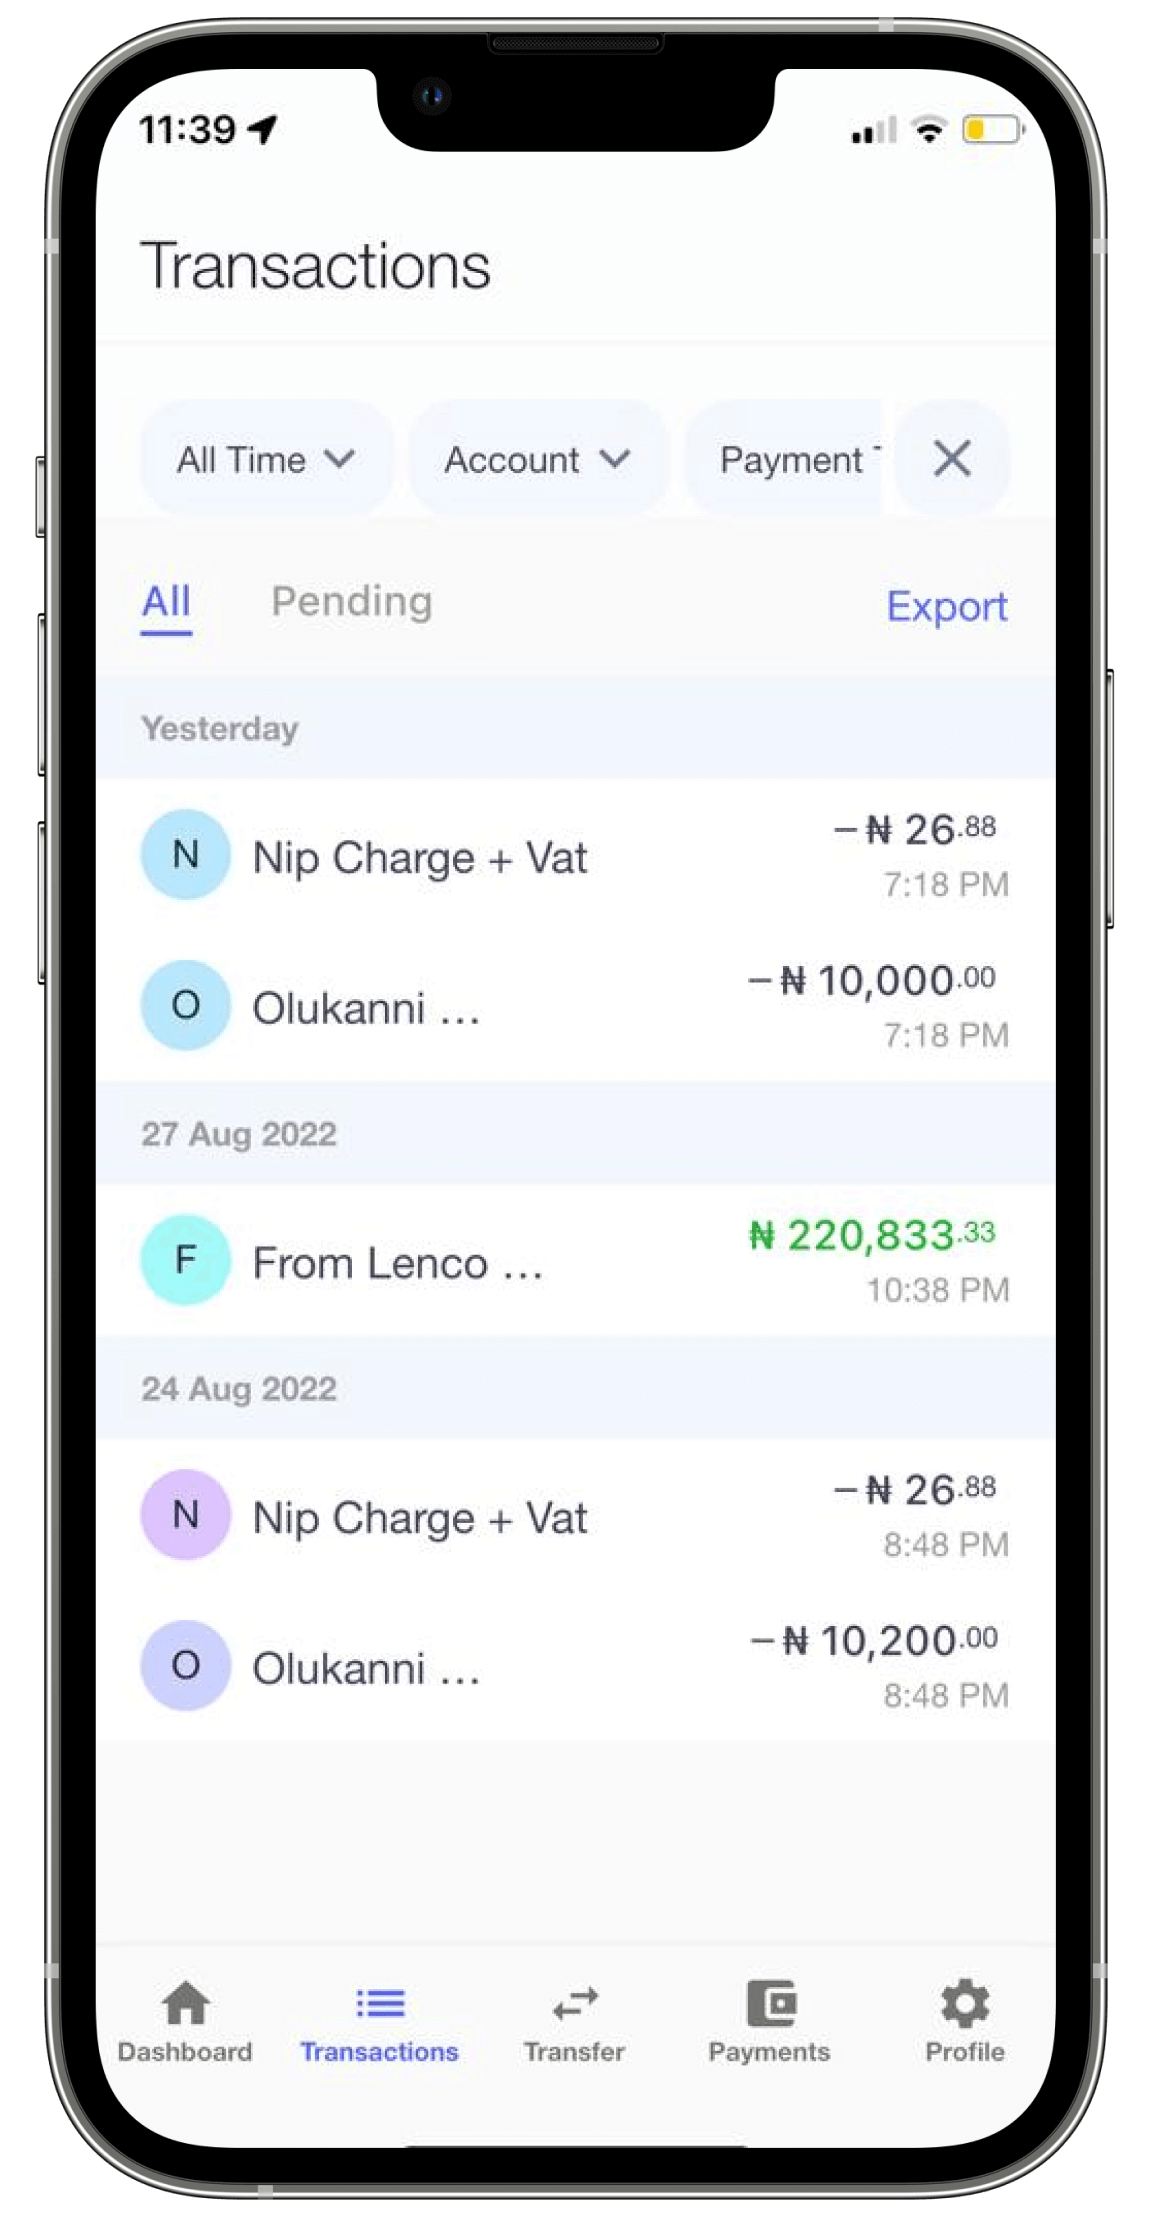 11:39
Transactions
All Time Account Payment
All Pending Export
Yesterday
N Nip Charge + Vat –₦ 26.88
7:18 PM
O Olukanni ... –₦ 10,000.00
7:18 PM
27 Aug 2022
F From Lenco ... ₦ 220,833.33
10:38 PM
24 Aug 2022
N Nip Charge + Vat –₦ 26.88
8:48 PM
O Olukanni ... –₦ 10,200.00
8:48 PM
Dashboard Transactions Transfer Payments Profile